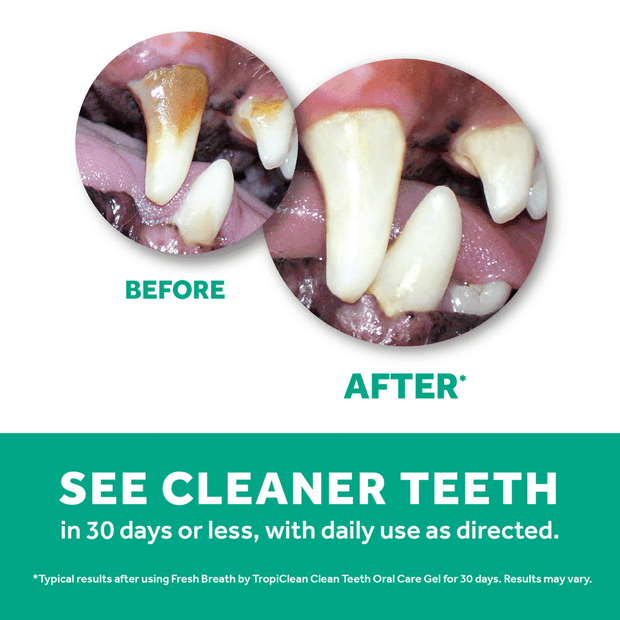 BEFORE
AFTER*
SEE CLEANER TEETH
in 30 days or less, with daily use as directed.
*Typical results after using Fresh Breath by TropiClean Clean Teeth Oral Care Gel for 30 days. Results may vary.